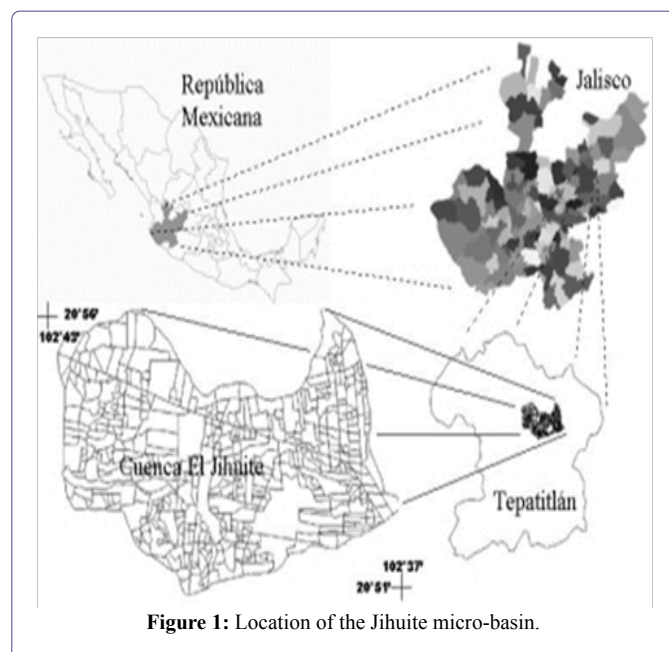 República
Mexicana
Jalisco
20°56'
102°43'
Cuenca El Jihuite
Tepatitlán
102°37'
20°51'
Figure 1: Location of the Jihuite micro-basin.